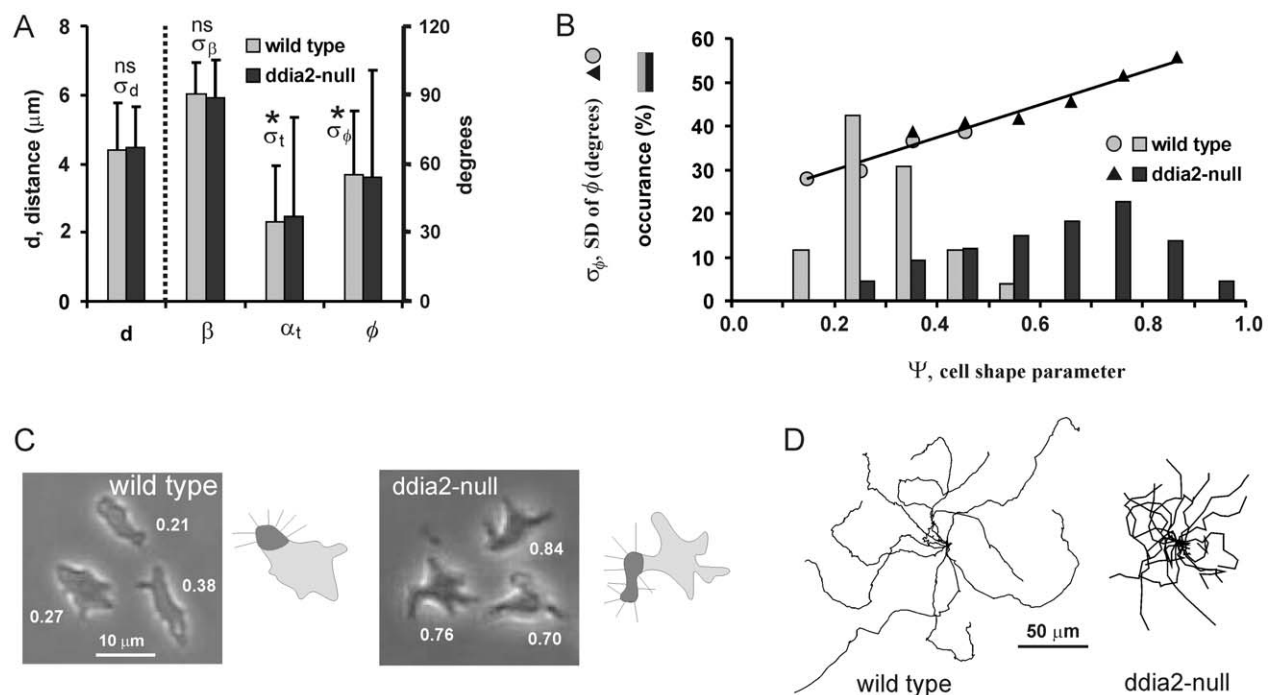 A
d, distance (μm)
8
6
4
2
0
ns
σd
ns
σβ
*
σt
*
σϕ
wild type
ddia2-null
120
90
60
30
0
degrees
d
β
αt
ϕ
B
σϕ, SD of ϕ (degrees)
occurance (%)
60
50
40
30
20
10
0
wild type
ddia2-null
0.0
0.2
0.4
0.6
0.8
1.0
Ψ, cell shape parameter
C
wild type
0.21
0.38
0.27
10 μm
ddia2-null
0.84
0.76
0.70
D
50 μm
wild type
ddia2-null